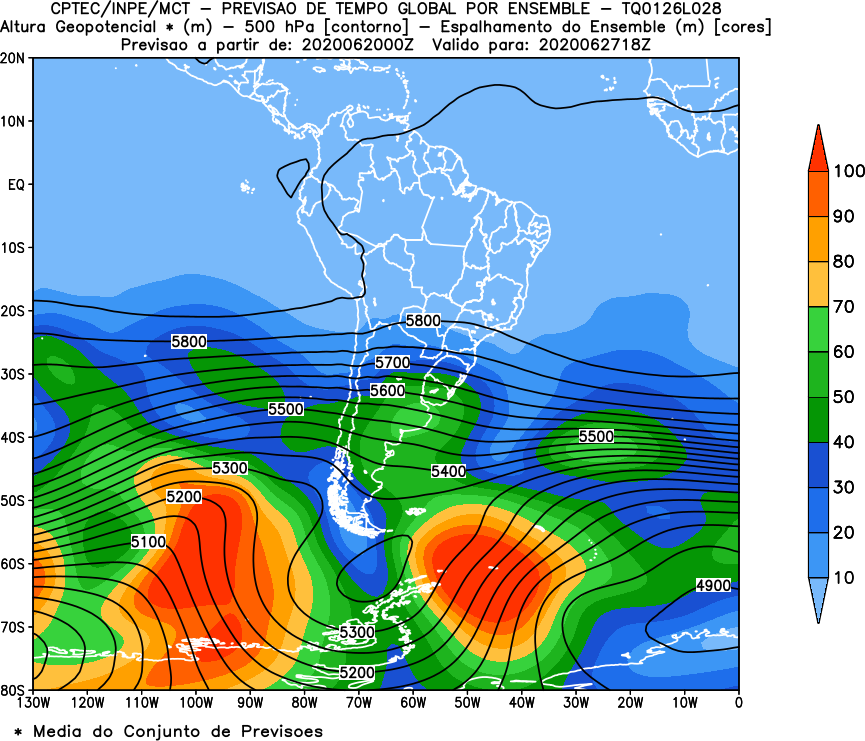 CPTEC/INPE/MCT – PREVISAO DE TEMPO GLOBAL POR ENSEMBLE – TQ0126L028
Altura Geopotencial * (m) – 500 hPa [contorno] – Espalhamento do Ensemble (m) [cores]
Previsao a partir de: 2020062000Z Valido para: 2020062718Z
20N
10N
EQ
10S
20S
30S
40S
50S
60S
70S
80S
5800
5800
5700
5600
5500
5500
5400
5300
5200
5100
4900
5300
5200
100
90
80
70
60
50
40
30
20
10
130W 120W 110W 100W 90W 80W 70W 60W 50W 40W 30W 20W 10W 0
* Media do Conjunto de Previsoes